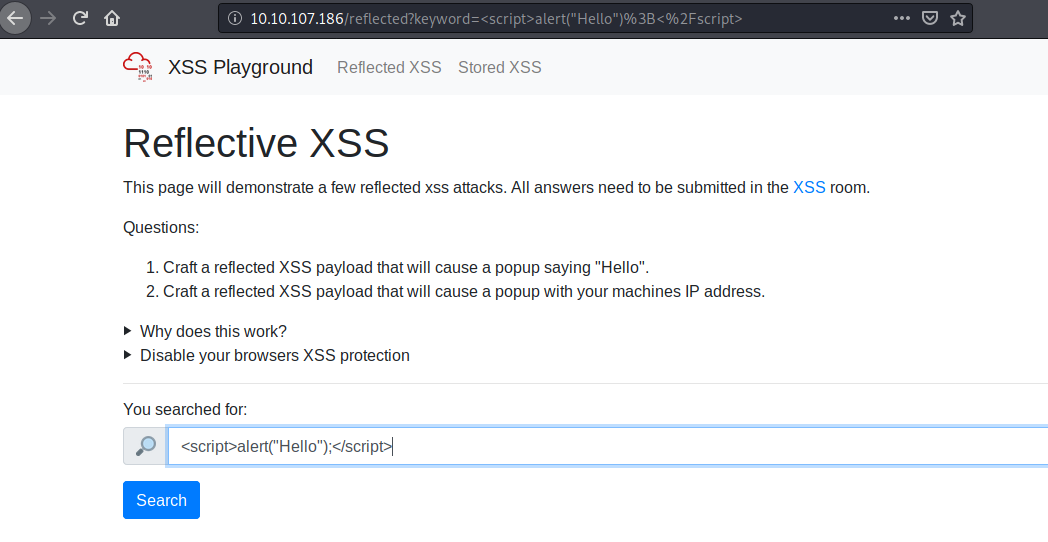 10.10.107.186/reflected?keyword=<script>alert("Hello")%3B<%2Fscript>
XSS Playground Reflected XSS Stored XSS
Reflective XSS
This page will demonstrate a few reflected xss attacks. All answers need to be submitted in the XSS room.
Questions:
1. Craft a reflected XSS payload that will cause a popup saying "Hello".
2. Craft a reflected XSS payload that will cause a popup with your machines IP address.
Why does this work?
Disable your browsers XSS protection
You searched for:
<script>alert("Hello");</script>
Search